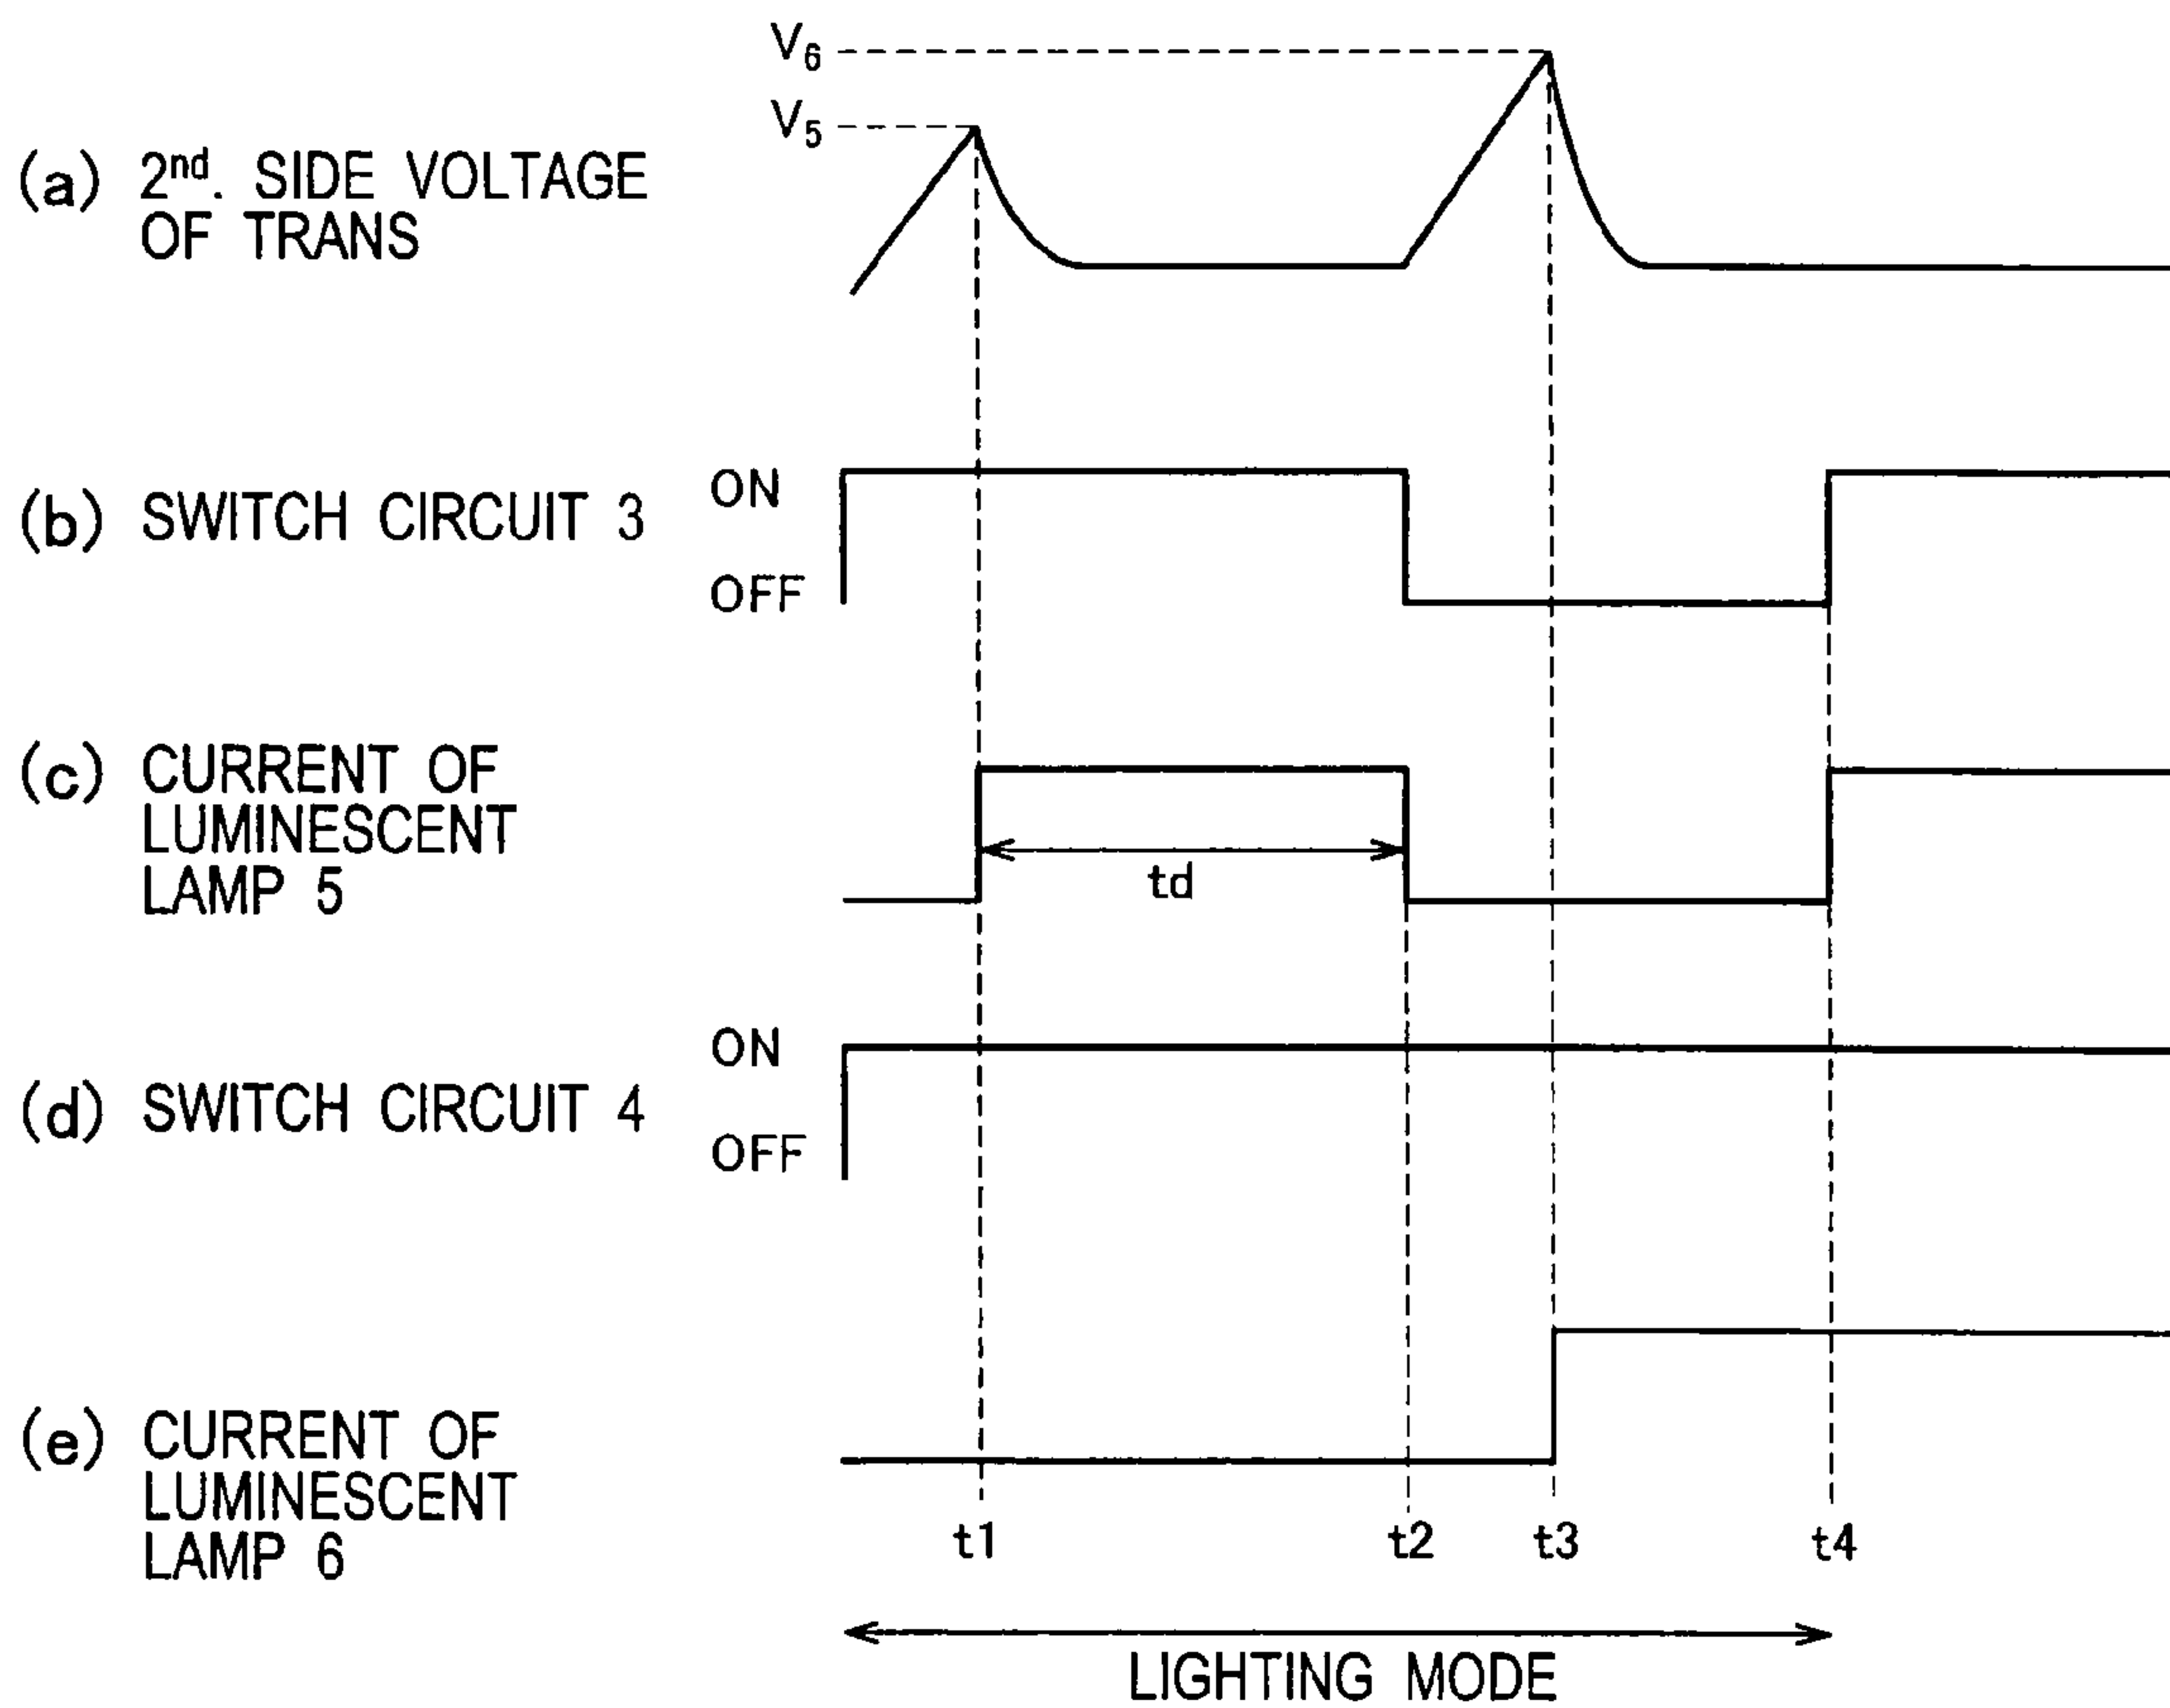 V6
V5
(a) 2nd. SIDE VOLTAGE
OF TRANS
(b) SWITCH CIRCUIT 3
ON
OFF
(c) CURRENT OF
LUMINESCENT
LAMP 5
td
(d) SWITCH CIRCUIT 4
ON
OFF
(e) CURRENT OF
LUMINESCENT
LAMP 6
t1 t2 t3 t4
LIGHTING MODE